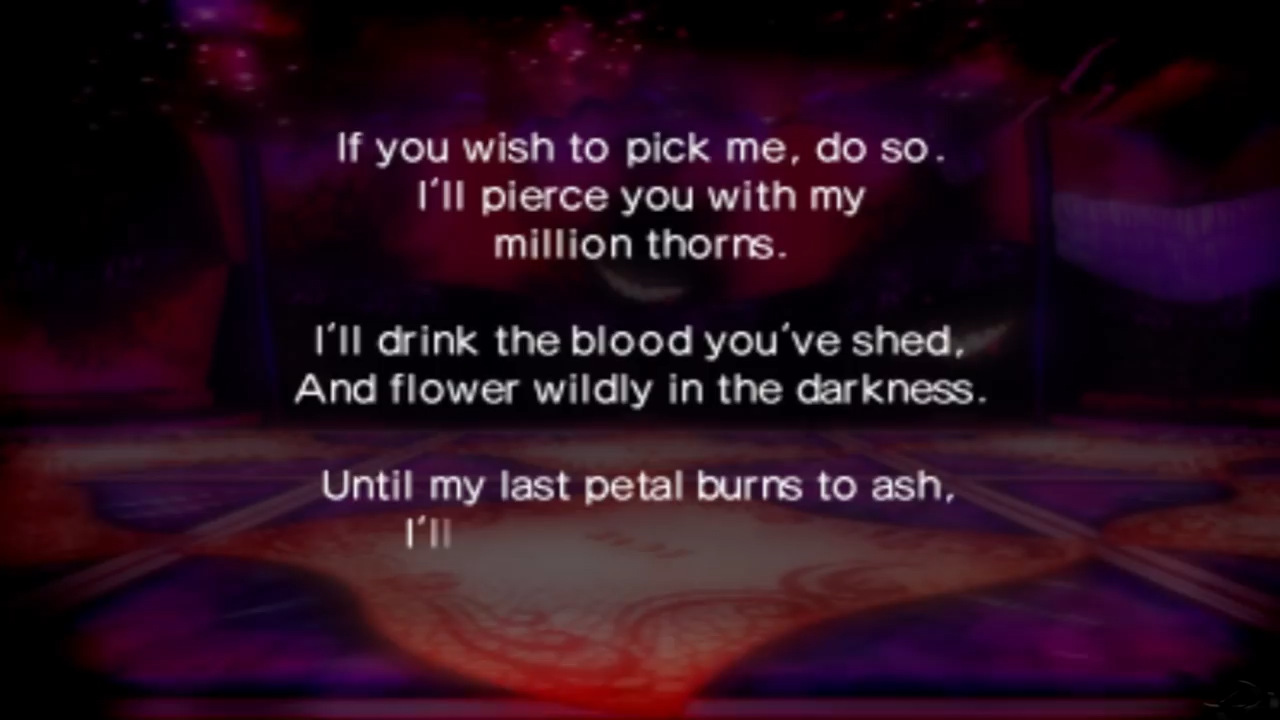 If you wish to pick me, do so.
I'll pierce you with my
million thorns.
I'll drink the blood you've shed,
And flower wildly in the darkness.
Until my last petal burns to ash,
I'll